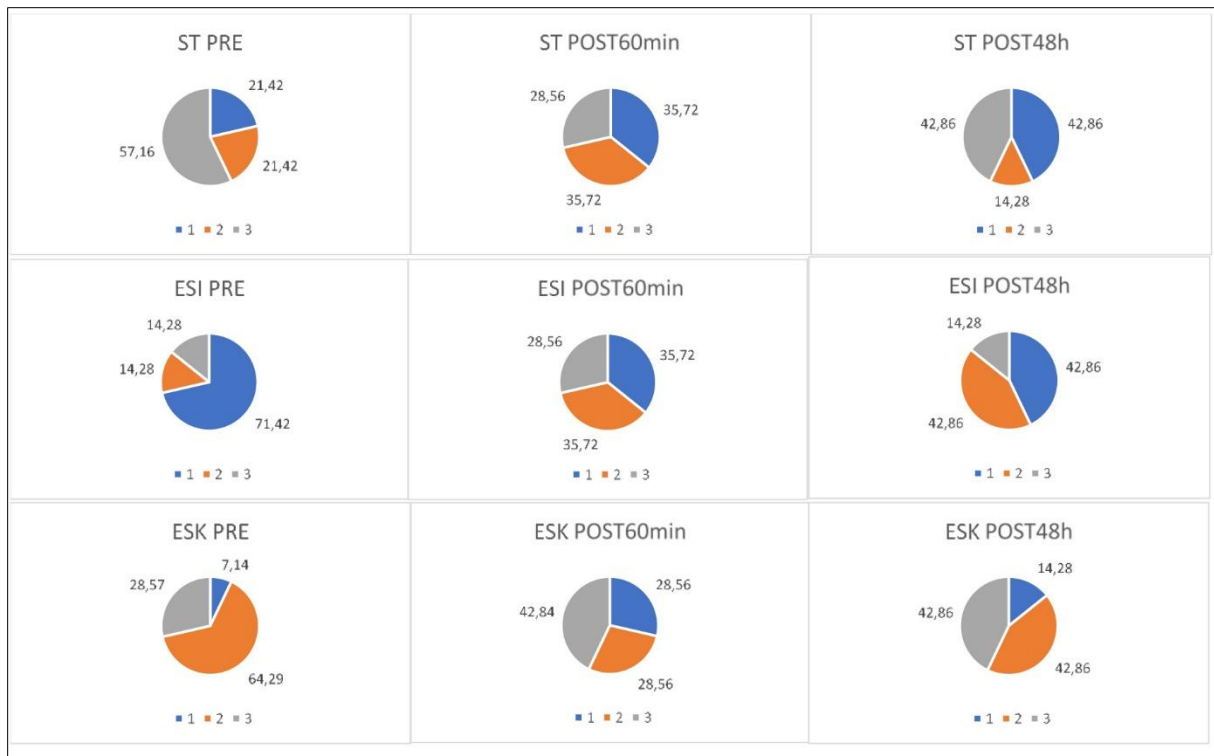 ST PRE
21,42
57,16
21,42
1 2 3
ST POST60min
28,56
35,72
35,72
1 2 3
ST POST48h
42,86
42,86
14,28
1 2 3
ESI PRE
14,28
14,28
71,42
1 2 3
ESI POST60min
28,56
35,72
35,72
1 2 3
ESI POST48h
14,28
42,86
42,86
1 2 3
ESK PRE
7,14
28,57
64,29
1 2 3
ESK POST60min
28,56
42,84
28,56
1 2 3
ESK POST48h
14,28
42,86
42,86
1 2 3